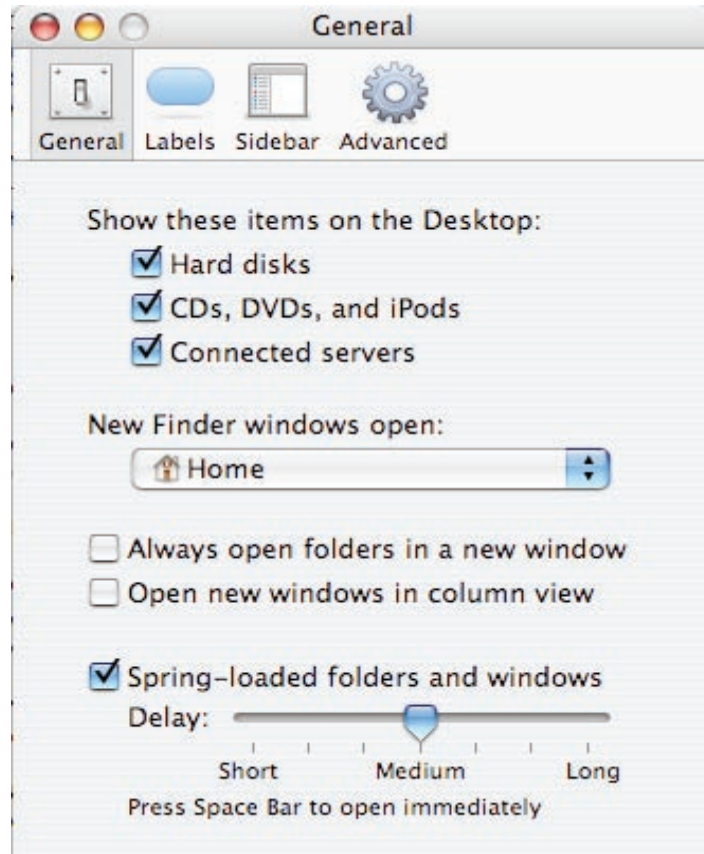 General
General Labels Sidebar Advanced
Show these items on the Desktop:
Hard disks
CDs, DVDs, and iPods
Connected servers
New Finder windows open:
Home
Always open folders in a new window
Open new windows in column view
Spring-loaded folders and windows
Delay:
Short Medium Long
Press Space Bar to open immediately